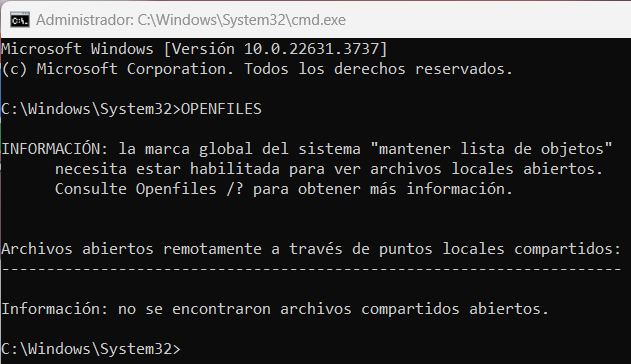 Administrador: C:\Windows\System32\cmd.exe
Microsoft Windows [Versión 10.0.22631.3737]
(c) Microsoft Corporation. Todos los derechos reservados.
C:\Windows\System32>OPENFILES
INFORMACIÓN: la marca global del sistema "mantener lista de objetos"
necesita estar habilitada para ver archivos locales abiertos.
Consulte Openfiles /? para obtener más información.
Archivos abiertos remotamente a través de puntos locales compartidos:
---------------------------------------------------------------------
Información: no se encontraron archivos compartidos abiertos.
C:\Windows\System32>